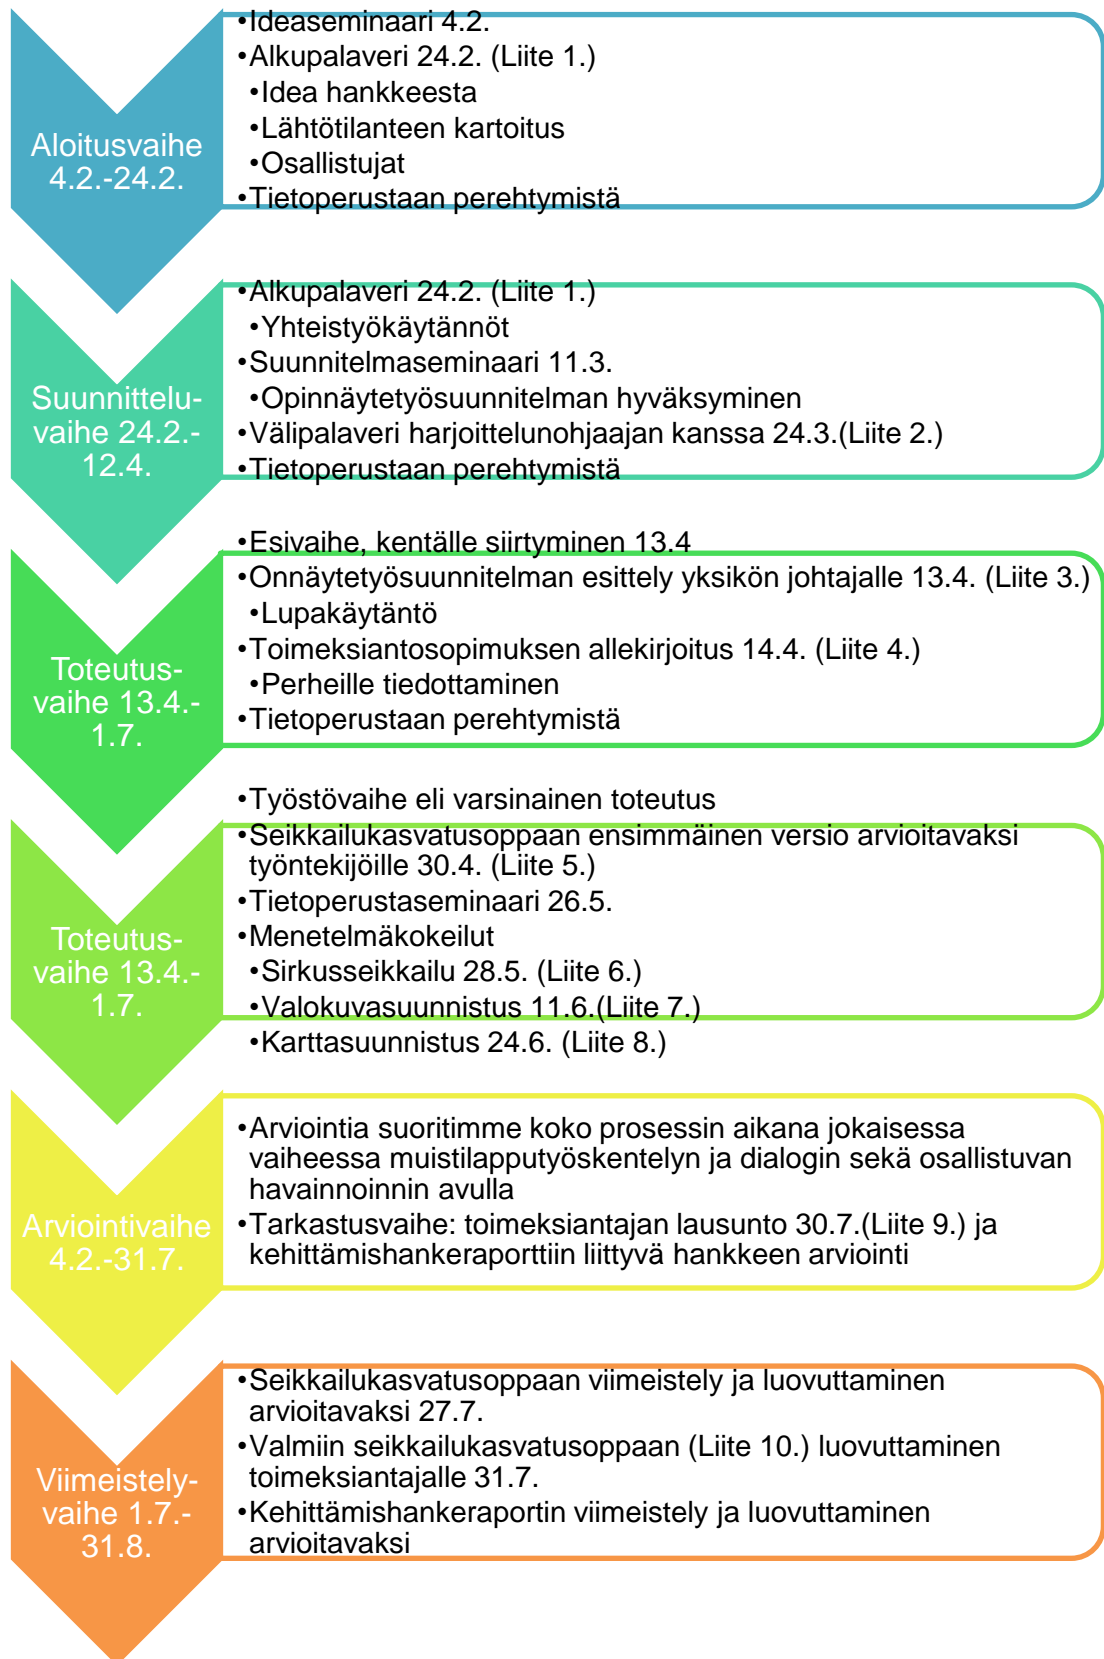 Aloitusvaihe
4.2.-24.2.
•Ideaseminaari 4.2.
•Alkupalaveri 24.2. (Liite 1.)
•Idea hankkeesta
•Lähtötilanteen kartoitus
•Osallistujat
•Tietoperustaan perehtymistä
Suunnittelu-
vaihe 24.2.-
12.4.
•Alkupalaveri 24.2. (Liite 1.)
•Yhteistyökäytännöt
•Suunnitelmaseminaari 11.3.
•Opinnäytetyösuunnitelman hyväksyminen
•Välipalaveri harjoittelunohjaajan kanssa 24.3.(Liite 2.)
•Tietoperustaan perehtymistä
Toteutus-
vaihe 13.4.-
1.7.
•Esivaihe, kentälle siirtyminen 13.4
•Onnäytetyösuunnitelman esittely yksikön johtajalle 13.4. (Liite 3.)
•Lupakäytäntö
•Toimeksiantosopimuksen allekirjoitus 14.4. (Liite 4.)
•Perheille tiedottaminen
•Tietoperustaan perehtymistä
Toteutus-
vaihe 13.4.-
1.7.
•Työstövaihe eli varsinainen toteutus
•Seikkailukasvatusoppaan ensimmäinen versio arvioitavaksi
työntekijöille 30.4. (Liite 5.)
•Tietoperustaseminaari 26.5.
•Menetelmäkokeilut
•Sirkusseikkailu 28.5. (Liite 6.)
•Valokuvasuunnistus 11.6.(Liite 7.)
•Karttasuunnistus 24.6. (Liite 8.)
Arviointivaihe
4.2.-31.7.
•Arviointia suoritimme koko prosessin aikana jokaisessa
vaiheessa muistilapputyöskentelyn ja dialogin sekä osallistuvan
havainnoinnin avulla
•Tarkastusvaihe: toimeksiantajan lausunto 30.7.(Liite 9.) ja
kehittämishankeraporttiin liittyvä hankkeen arviointi
Viimeistely-
vaihe 1.7.-
31.8.
•Seikkailukasvatusoppaan viimeistely ja luovuttaminen
arvioitavaksi 27.7.
•Valmiin seikkailukasvatusoppaan (Liite 10.) luovuttaminen
toimeksiantajalle 31.7.
•Kehittämishankeraportin viimeistely ja luovuttaminen
arvioitavaksi